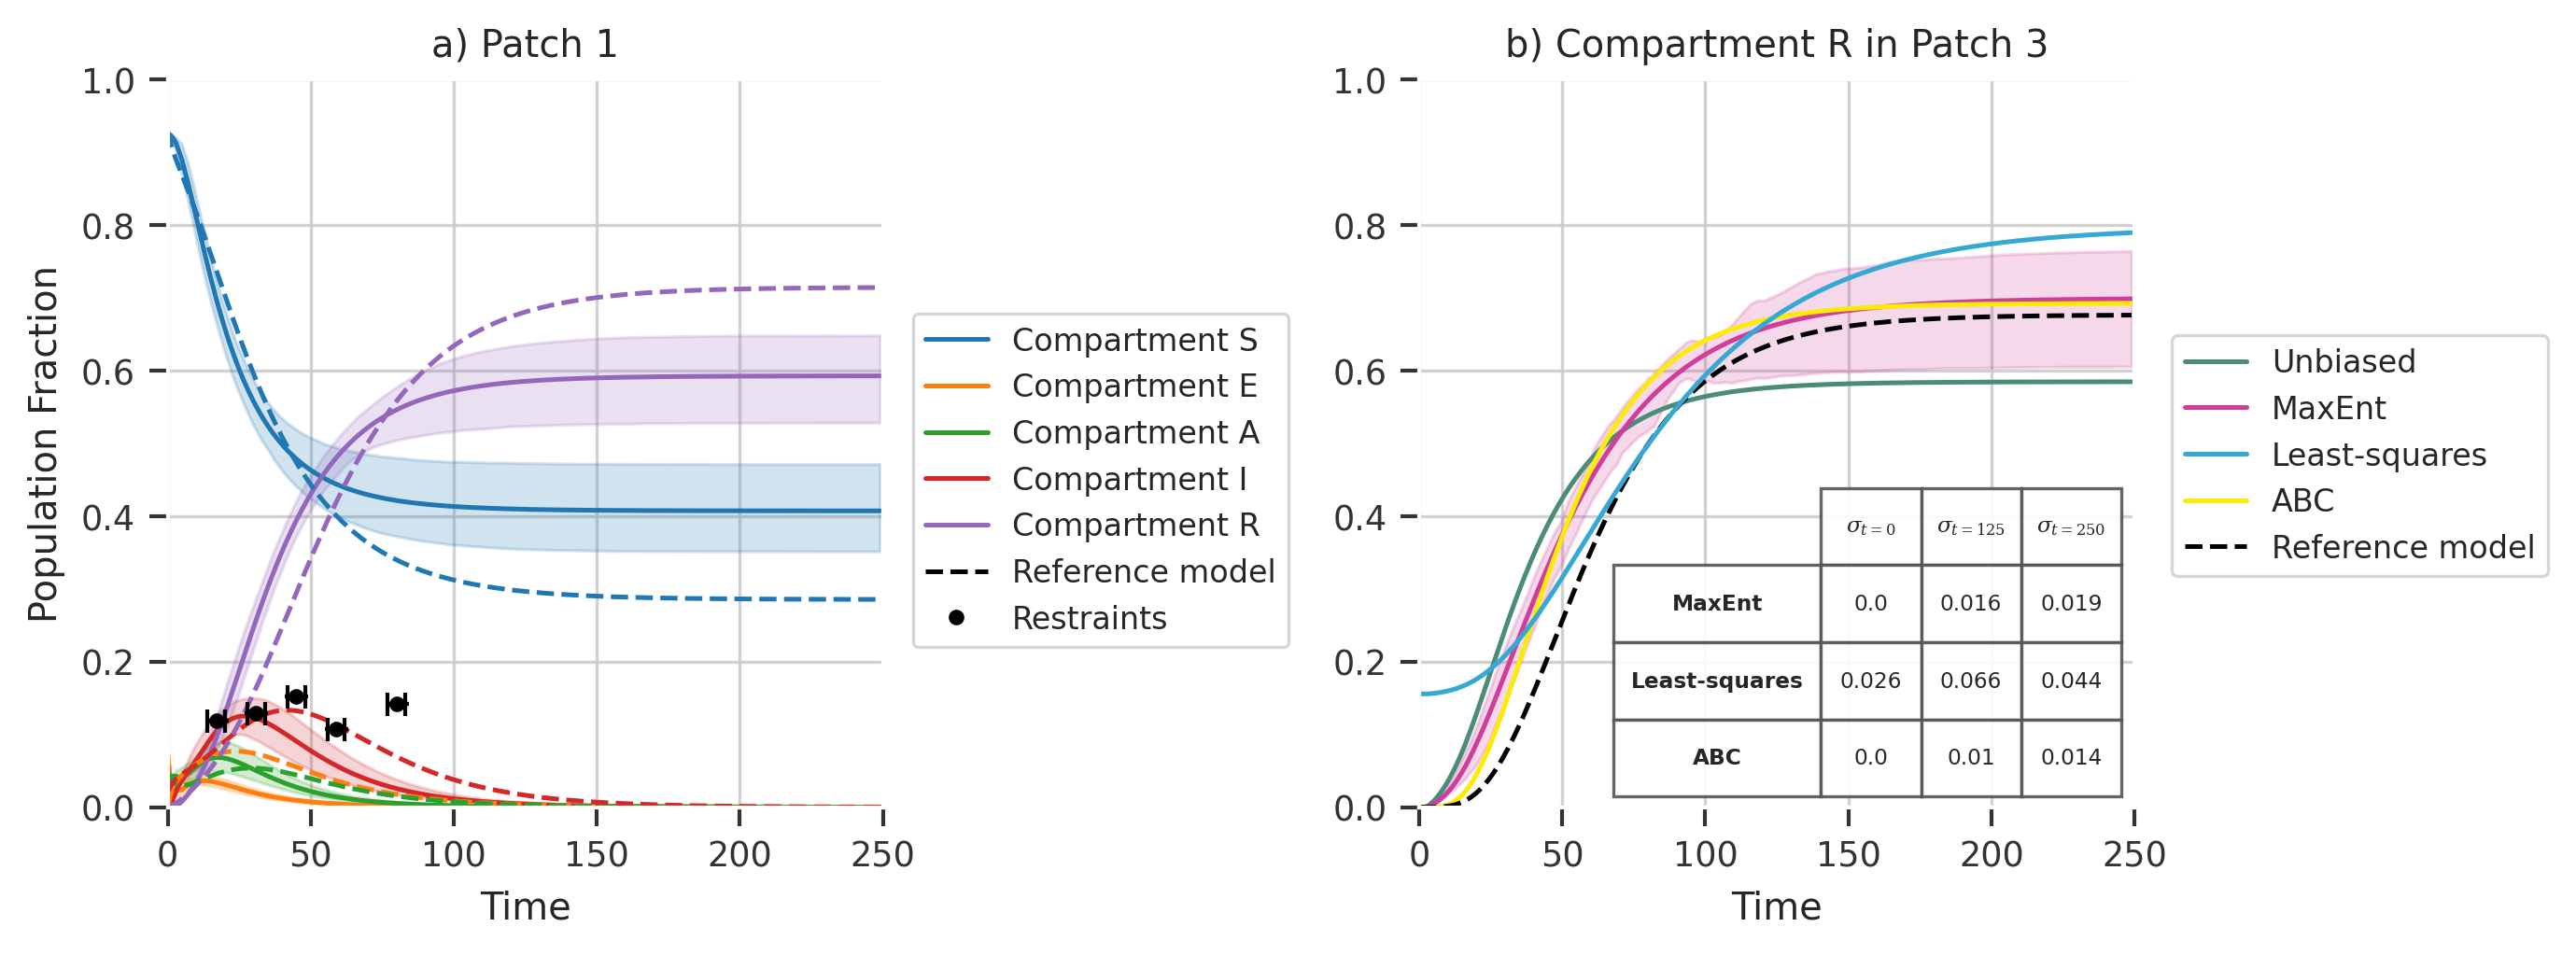 a) Patch 1
1.0
0.8
0.6
0.4
0.2
0.0
Population Fraction
0 50 100 150 200 250
Time
Compartment S
Compartment E
Compartment A
Compartment I
Compartment R
Reference model
Restraints
b) Compartment R in Patch 3
1.0
0.8
0.6
0.4
0.2
0.0
σt=0 σt=125 σt=250
MaxEnt 0.0 0.016 0.019
Least-squares 0.026 0.066 0.044
ABC 0.0 0.01 0.014
0 50 100 150 200 250
Time
Unbiased
MaxEnt
Least-squares
ABC
Reference model